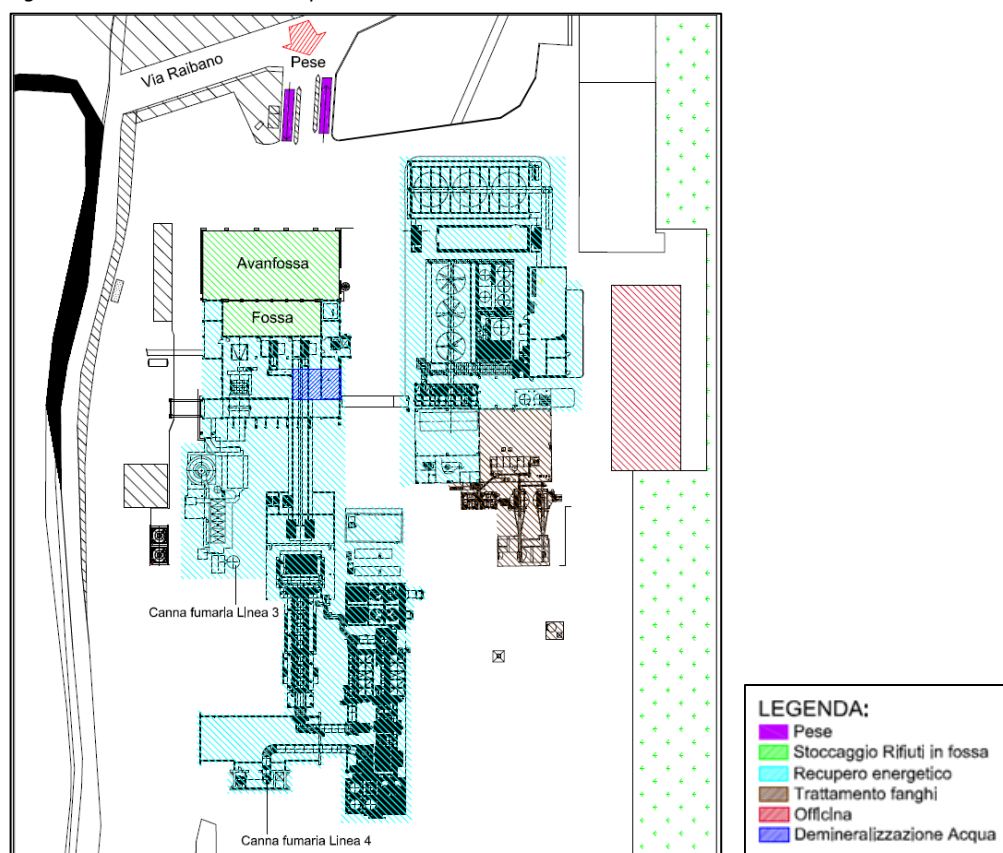 Via Raibano
Pese
Avanfossa
Fossa
Canna fumaria Linea 3
Canna fumaria Linea 4
LEGENDA:
Pese
Stoccaggio Rifiuti in fossa
Recupero energetico
Trattamento fanghi
Officina
Demineralizzazione Acqua